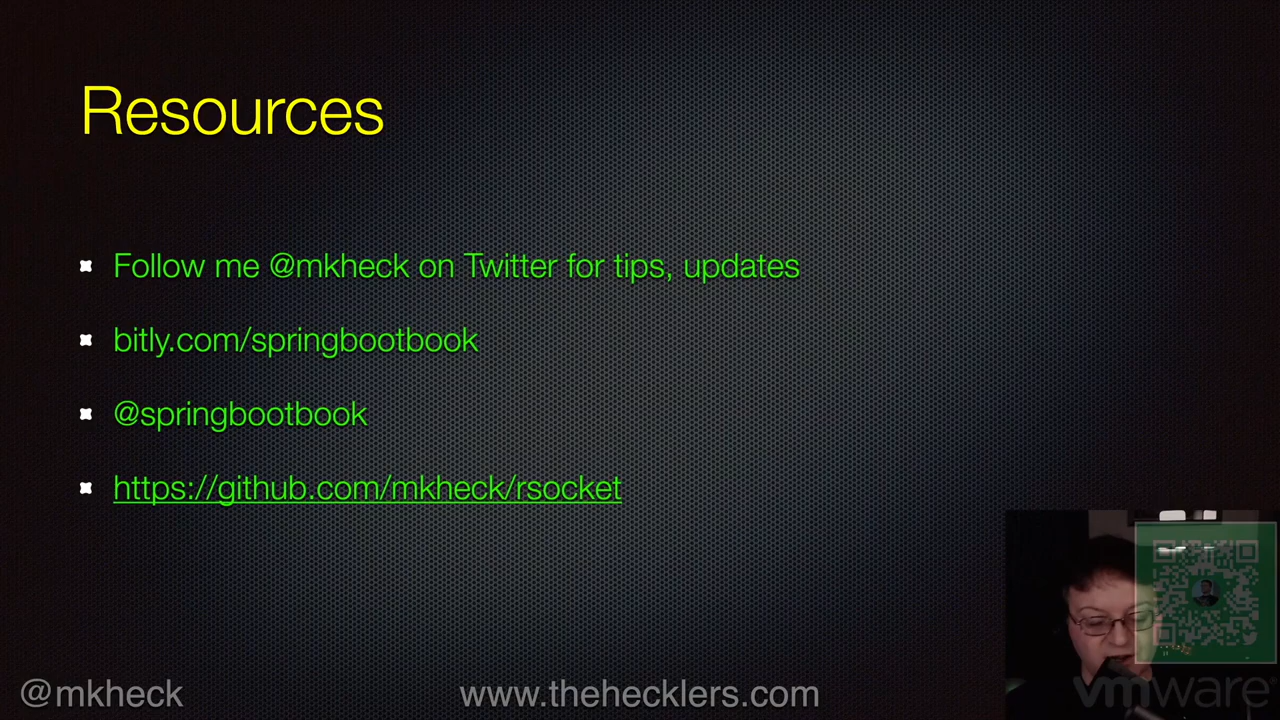 Resources
Follow me @mkheck on Twitter for tips, updates
bitly.com/springbootbook
@springbootbook
https://github.com/mkheck/rsocket
@mkheck
www.thehecklers.com
vmware®